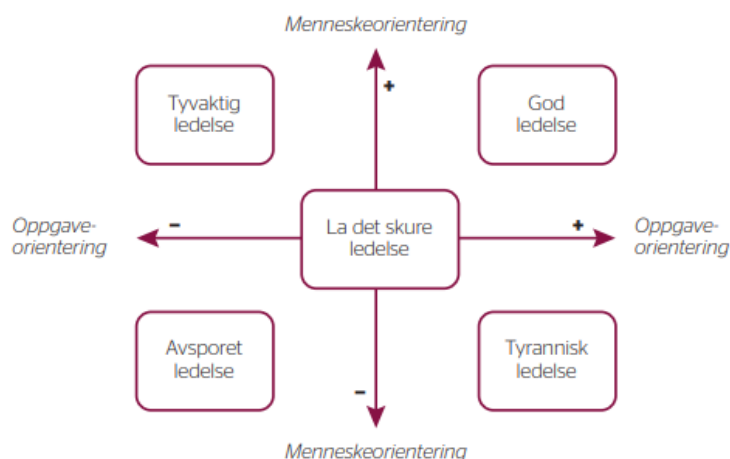 Menneskeorientering
+
Tyvaktig
ledelse
God
ledelse
Oppgave-
orientering
–
La det skure
ledelse
+
Oppgave-
orientering
Avsporet
ledelse
Tyrannisk
ledelse
–
Menneskeorientering